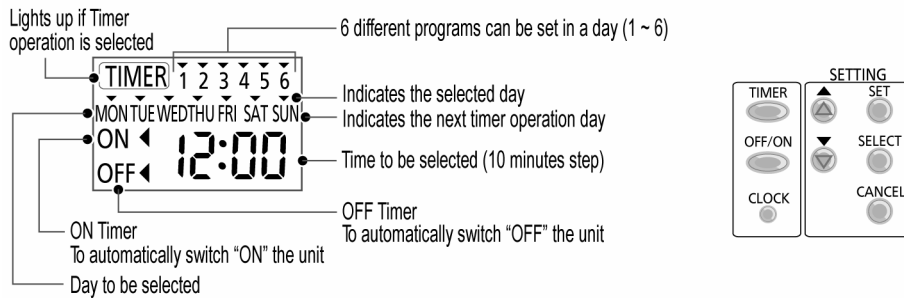 Lights up if Timer
operation is selected
6 different programs can be set in a day (1 ~ 6)
TIMER 1 2 3 4 5 6
Indicates the selected day
MON TUE WED THU FRI SAT SUN
Indicates the next timer operation day
ON
12:00
Time to be selected (10 minutes step)
OFF
OFF Timer
To automatically switch “OFF” the unit
ON Timer
To automatically switch “ON” the unit
Day to be selected
SETTING
TIMER
SET
OFF/ON
SELECT
CLOCK
CANCEL